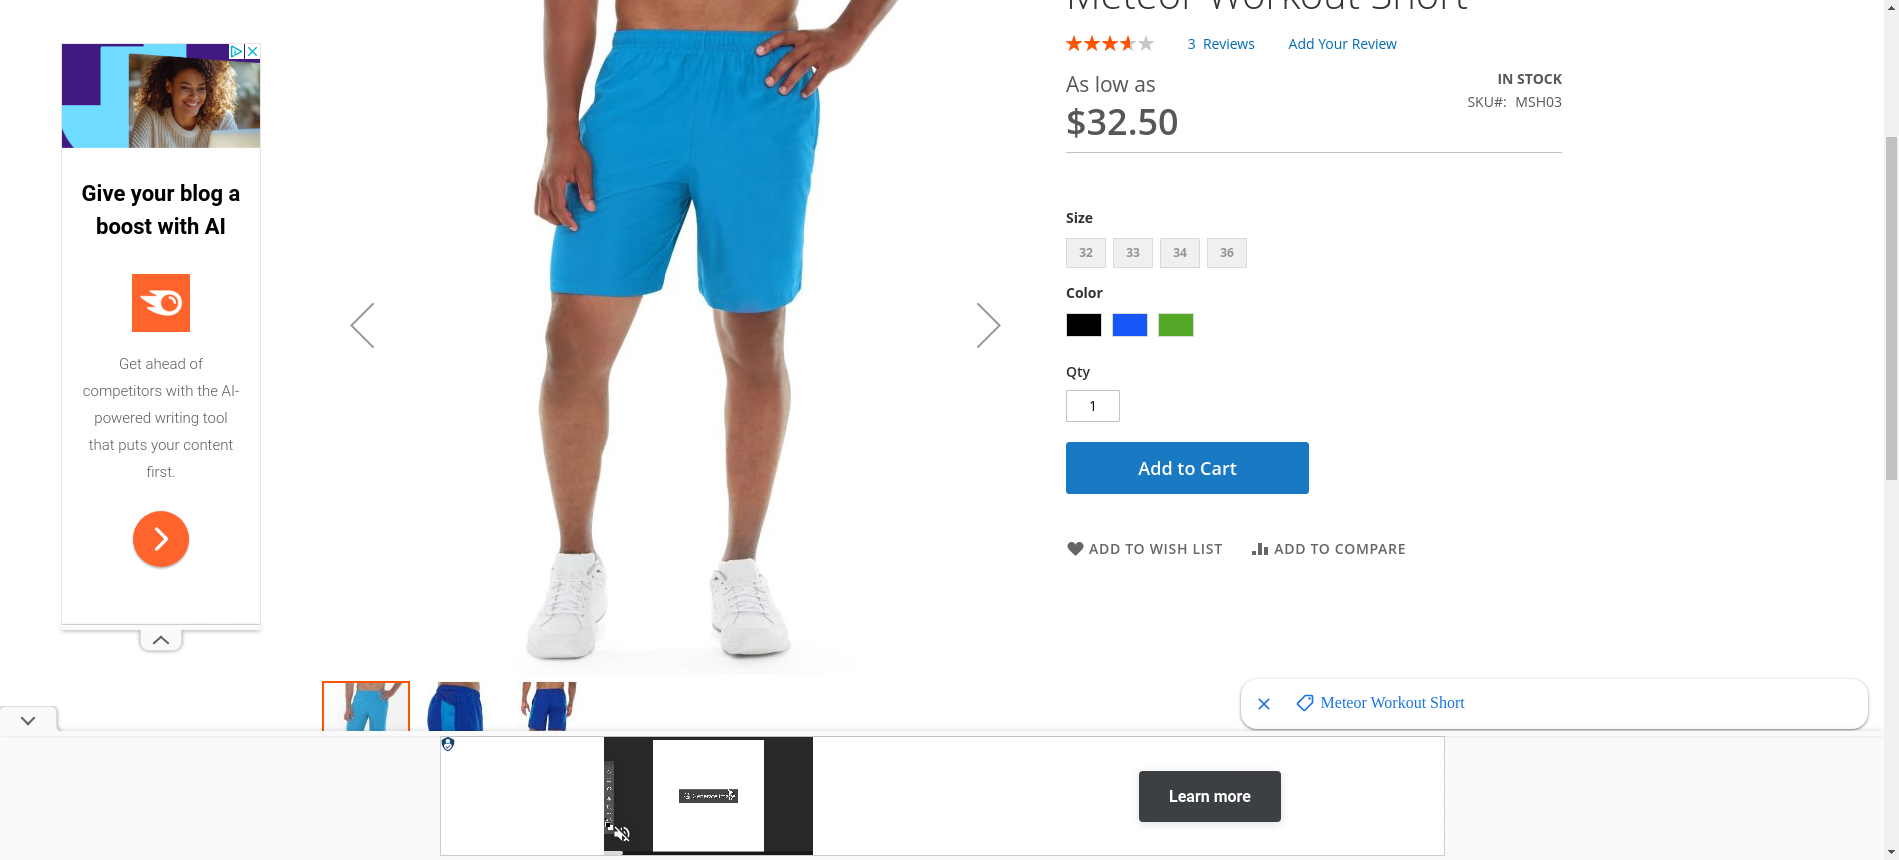 Meteor Workout Short
3 Reviews
Add Your Review
As low as
$32.50
IN STOCK
SKU#: MSH03
Size
32
33
34
36
Color
Qty
1
Add to Cart
ADD TO WISH LIST
ADD TO COMPARE
Give your blog a
boost with AI
Get ahead of
competitors with the AI-
powered writing tool
that puts your content
first.
Meteor Workout Short
Generate image
Learn more